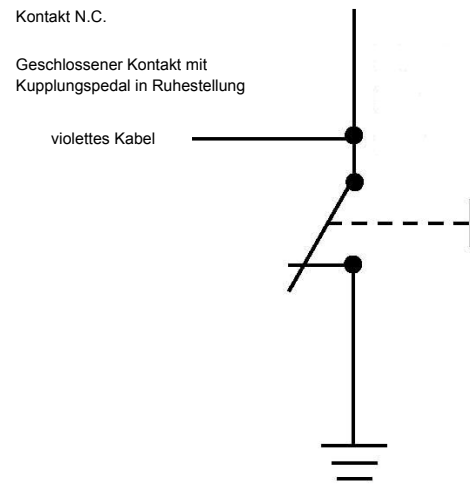 Kontakt N.C.
Geschlossener Kontakt mit
Kupplungspedal in Ruhestellung
violettes Kabel